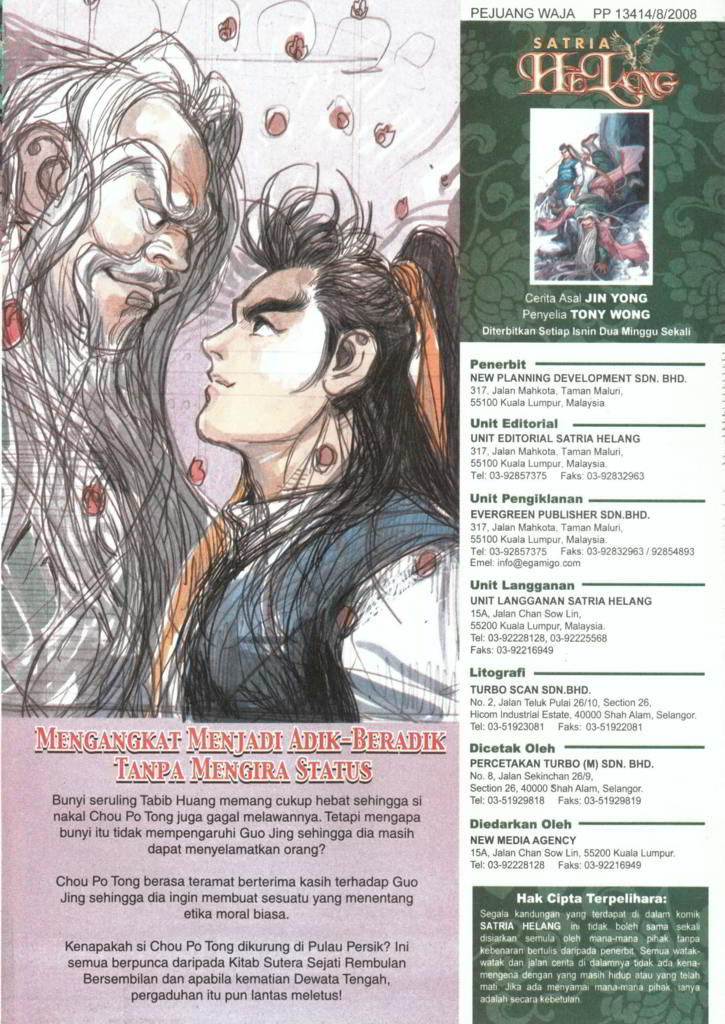 PEJUANG WAJA PP 13414/8/2008
SATRIA
HELANG
Cerita Asal JIN YONG
Penyelia TONY WONG
Diterbitkan Setiap Isnin Dua Minggu Sekali
Penerbit
NEW PLANNING DEVELOPMENT SDN. BHD.
317, Jalan Mahkota, Taman Maluri,
55100 Kuala Lumpur, Malaysia.
Unit Editorial
UNIT EDITORIAL SATRIA HELANG
317, Jalan Mahkota, Taman Maluri,
55100 Kuala Lumpur, Malaysia.
Tel: 03-92857375 Faks: 03-92832963
Unit Pengiklanan
EVERGREEN PUBLISHER SDN.BHD.
317, Jalan Mahkota, Taman Maluri,
55100 Kuala Lumpur, Malaysia.
Tel: 03-92857375 Faks: 03-92832963 / 92854893
Emel: info@egamigo.com
Unit Langganan
UNIT LANGGANAN SATRIA HELANG
15A, Jalan Chan Sow Lin,
55200 Kuala Lumpur, Malaysia.
Tel: 03-92228128, 03-92225568
Faks: 03-92216949
Litografi
TURBO SCAN SDN.BHD.
No. 2, Jalan Teluk Pulai 26/10, Section 26,
Hicom Industrial Estate, 40000 Shah Alam, Selangor.
Tel: 03-51923081 Faks: 03-51922081
Dicetak Oleh
PERCETAKAN TURBO (M) SDN. BHD.
No. 8, Jalan Sekinchan 26/9,
Section 26, 40000 Shah Alam, Selangor.
Tel: 03-51929818 Faks: 03-51929819
Diedarkan Oleh
NEW MEDIA AGENCY
15A, Jalan Chan Sow Lin, 55200 Kuala Lumpur.
Tel: 03-92228128 Faks: 03-92216949
Hak Cipta Terpelihara:
Segala kandungan yang terdapat di dalam komik
SATRIA HELANG ini tidak boleh sama sekali
disiarkan semula oleh mana-mana pihak tanpa
kebenaran bertulis daripada penerbit. Semua watak-
watak dan jalan cerita di dalamnya tidak ada kena-
mengena dengan yang masih hidup atau yang telah
mati. Jika ada menyamai mana-mana pihak, ianya
adalah secara kebetulan.
MENGANGKAT MENJADI ADIK-BERADIK
TANPA MENGIRA STATUS
Bunyi seruling Tabib Huang memang cukup hebat sehingga si
nakal Chou Po Tong juga gagal melawannya. Tetapi mengapa
bunyi itu tidak mempengaruhi Guo Jing sehingga dia masih
dapat menyelamatkan orang?
Chou Po Tong berasa teramat berterima kasih terhadap Guo
Jing sehingga dia ingin membuat sesuatu yang menentang
etika moral biasa.
Kenapakah si Chou Po Tong dikurung di Pulau Persik? Ini
semua berpunca daripada Kitab Sutera Sejati Rembulan
Bersembilan dan apabila kematian Dewata Tengah,
pergaduhan itu pun lantas meletus!